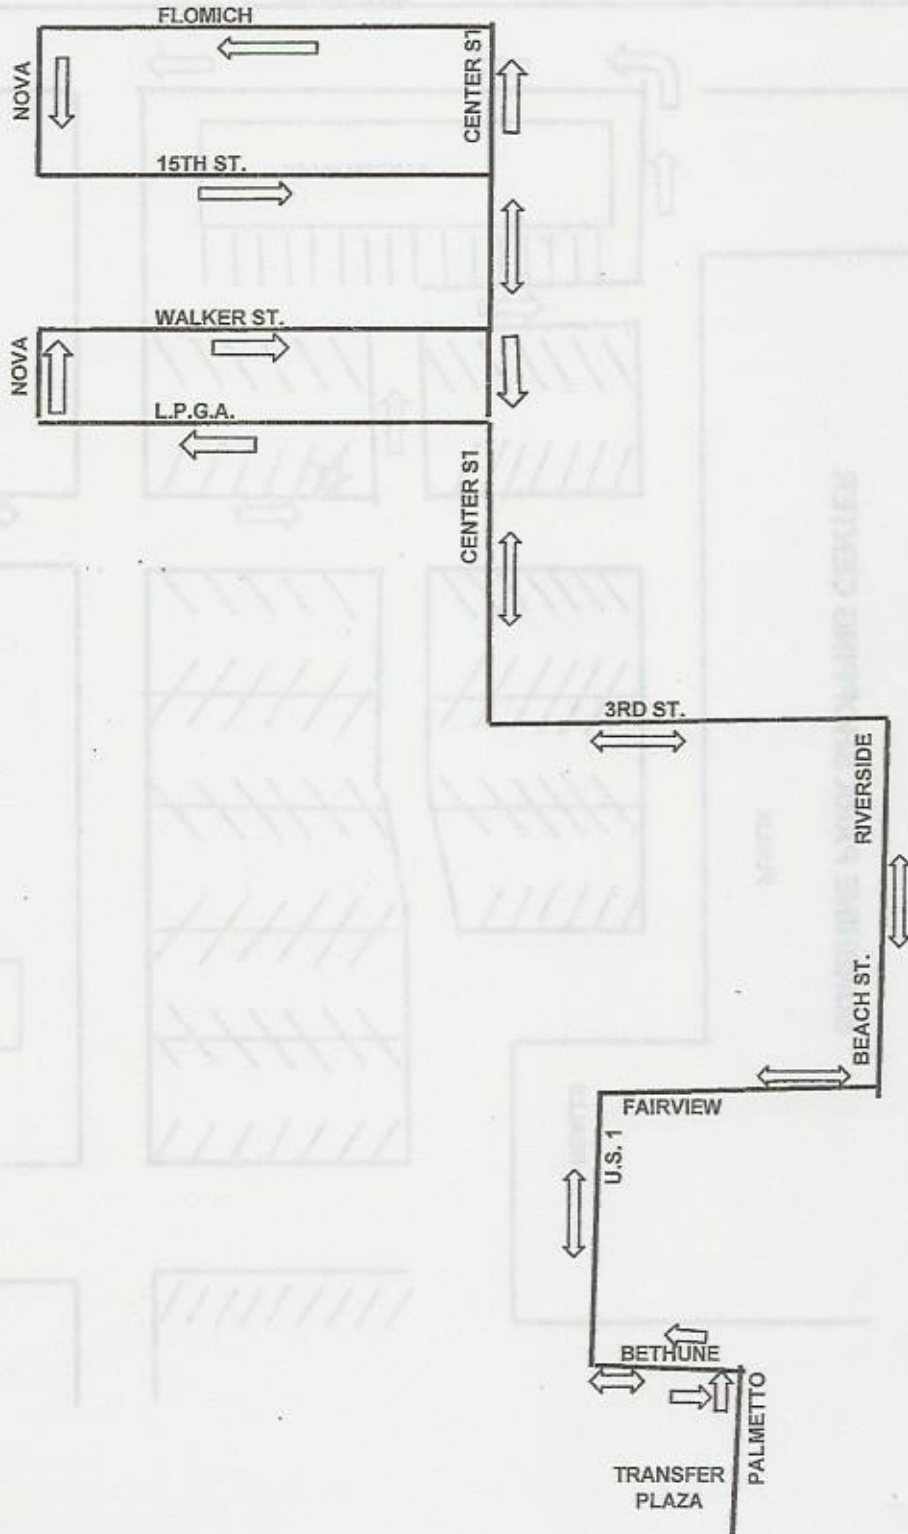 FLOMICH
NOVA
CENTER ST
15TH ST.
WALKER ST.
NOVA
L.P.G.A.
CENTER ST
3RD ST.
RIVERSIDE
BEACH ST.
FAIRVIEW
U.S. 1
BETHUNE
PALMETTO
TRANSFER
PLAZA